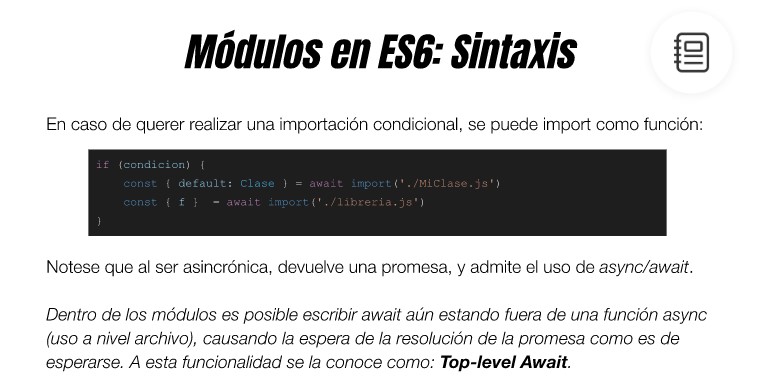 Módulos en ES6: Sintaxis
En caso de querer realizar una importación condicional, se puede import como función:
if (condicion) {
    const { default: Clase } = await import('./MiClase.js')
    const { f }  = await import('./libreria.js')
}
Notese que al ser asincrónica, devuelve una promesa, y admite el uso de async/await.
Dentro de los módulos es posible escribir await aún estando fuera de una función async
(uso a nivel archivo), causando la espera de la resolución de la promesa como es de
esperarse. A esta funcionalidad se la conoce como: Top-level Await.